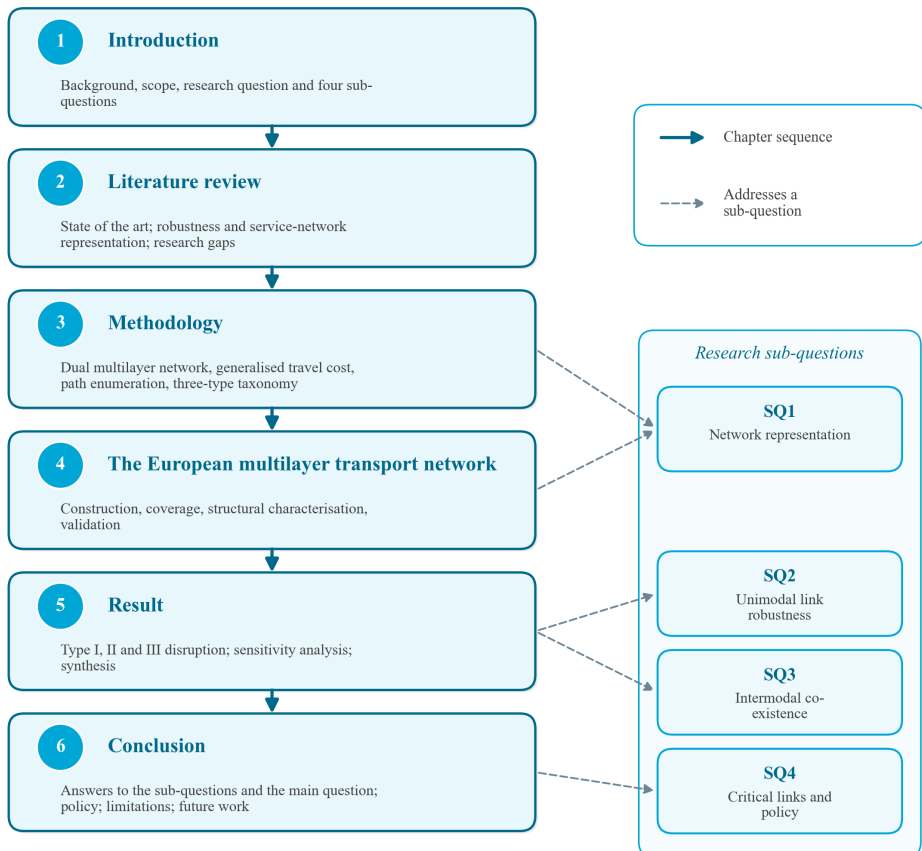 1
Introduction
Background, scope, research question and four sub-
questions
2
Literature review
State of the art; robustness and service-network
representation; research gaps
3
Methodology
Dual multilayer network, generalised travel cost,
path enumeration, three-type taxonomy
4
The European multilayer transport network
Construction, coverage, structural characterisation,
validation
5
Result
Type I, II and III disruption; sensitivity analysis;
synthesis
6
Conclusion
Answers to the sub-questions and the main question;
policy; limitations; future work
Chapter sequence
Addresses a
sub-question
Research sub-questions
SQ1
Network representation
SQ2
Unimodal link
robustness
SQ3
Intermodal co-
existence
SQ4
Critical links and
policy